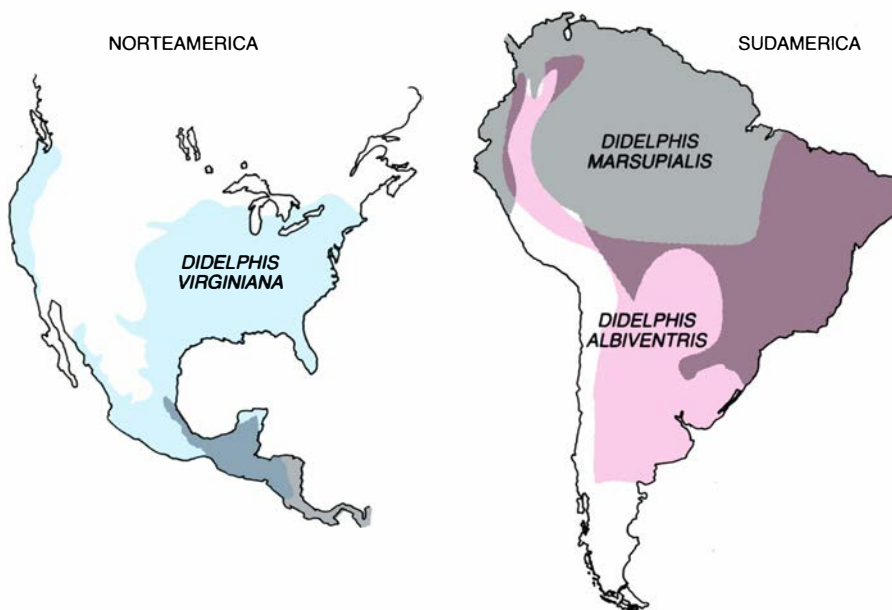 NORTEAMERICA
SUDAMERICA
DIDELPHIS
VIRGINIANA
DIDELPHIS
MARSUPIALIS
DIDELPHIS
ALBIVENTRIS